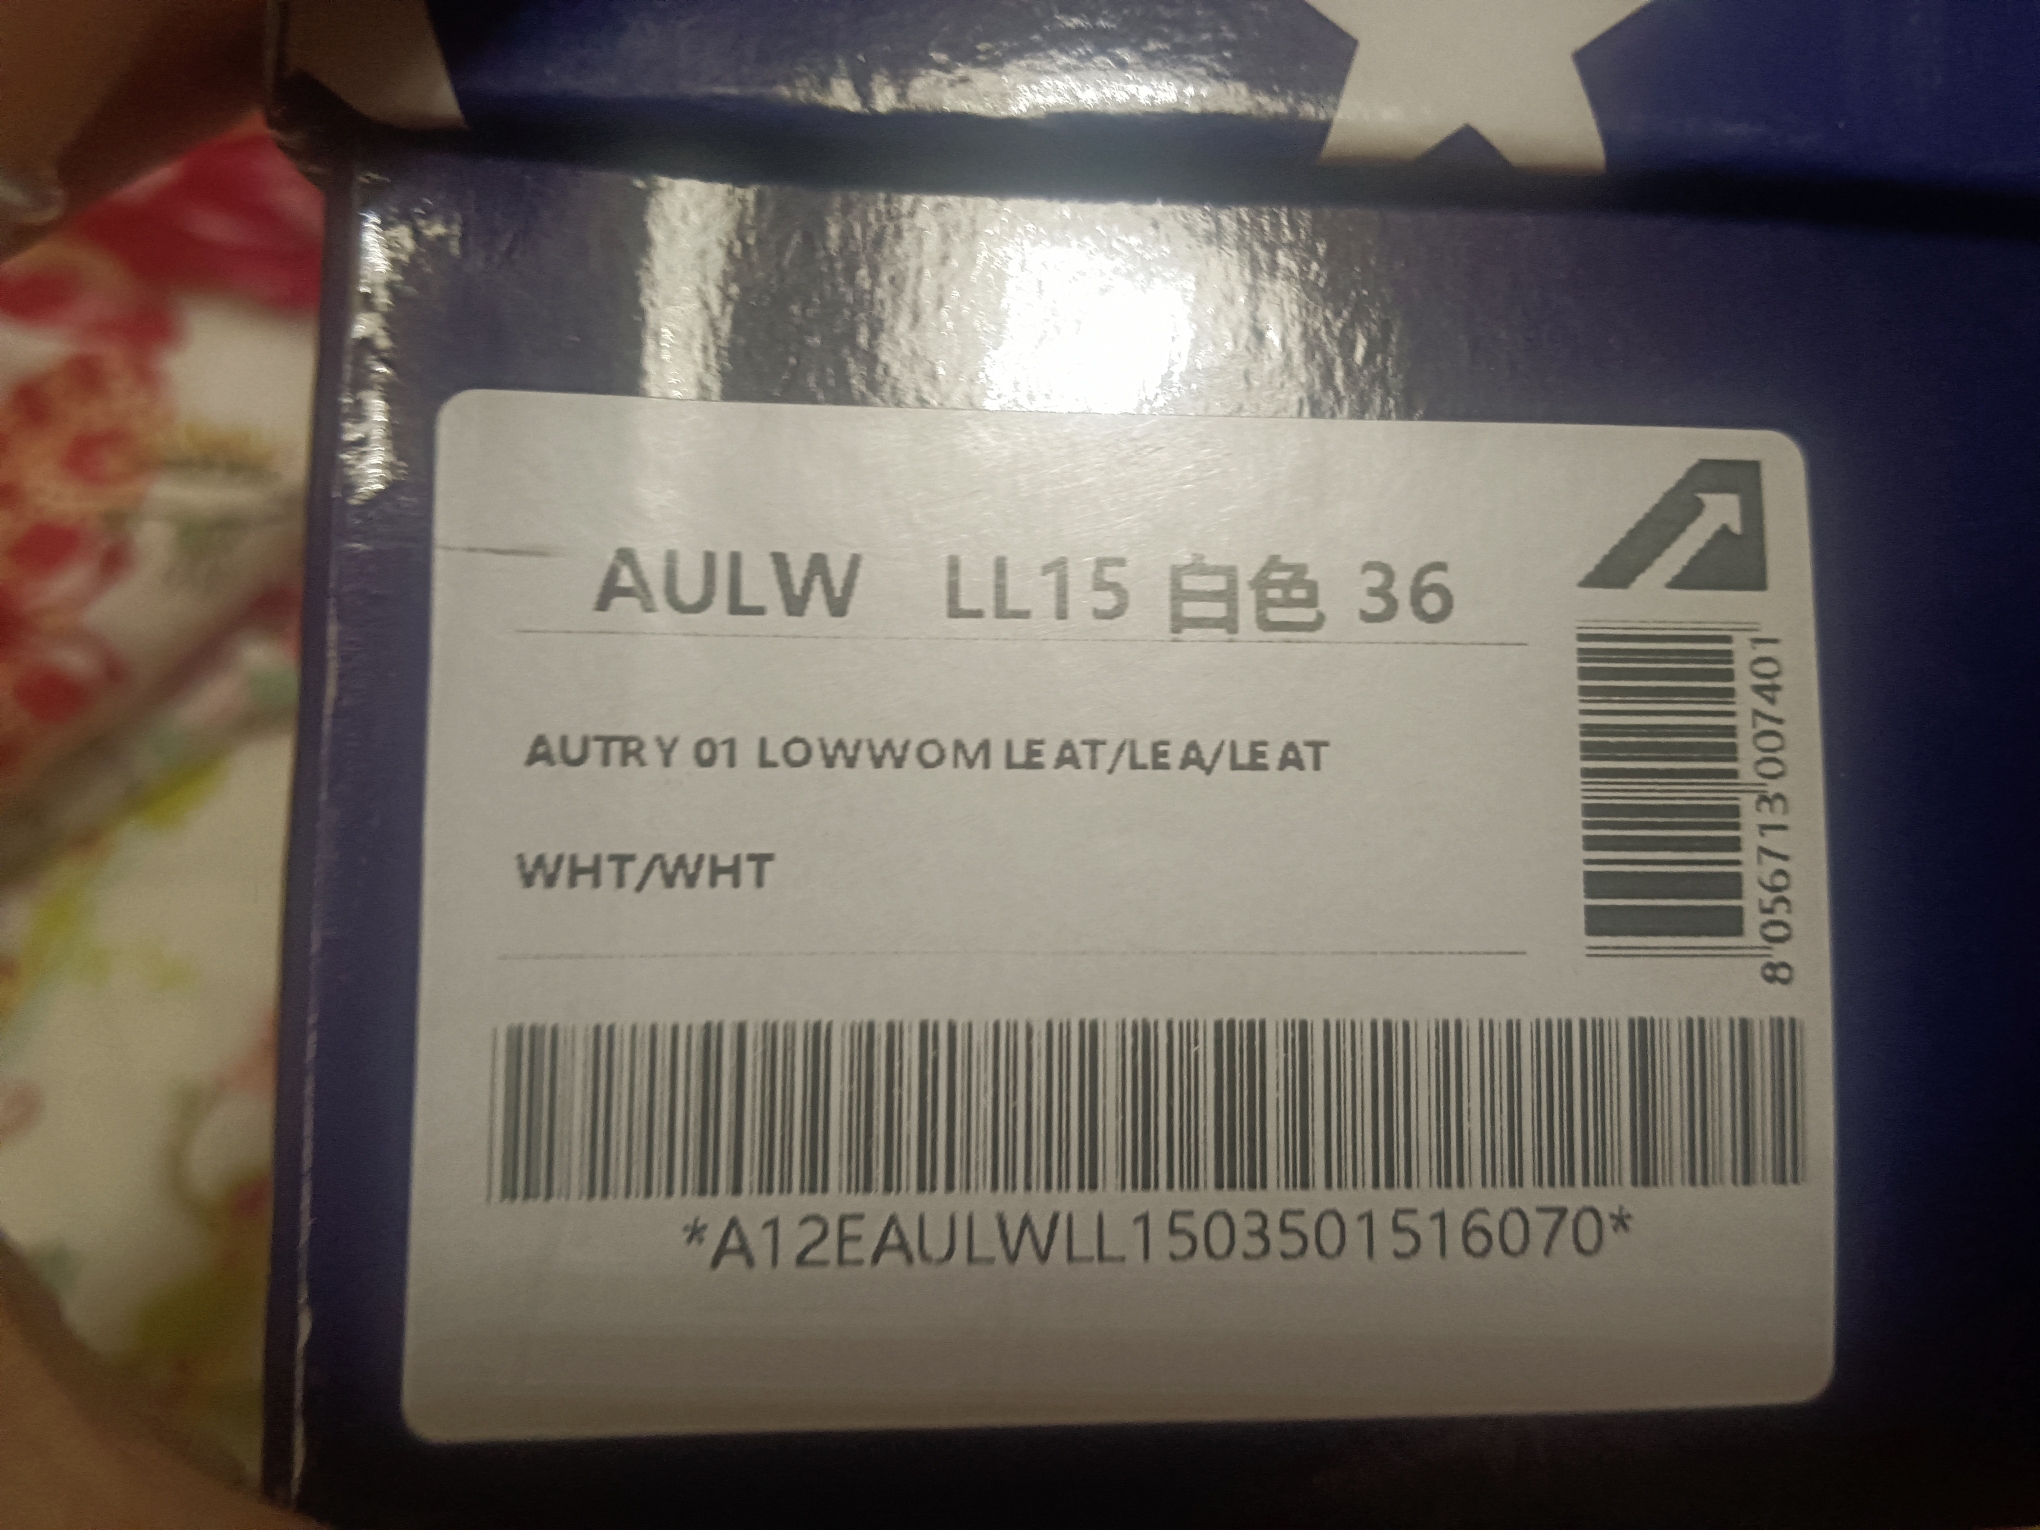 AULW LL15 白色 36
AUTRY 01 LOWWOM LEAT/LEA/LEAT
WHT/WHT
8 056713 007401
*A12EAULWLL1503501516070*